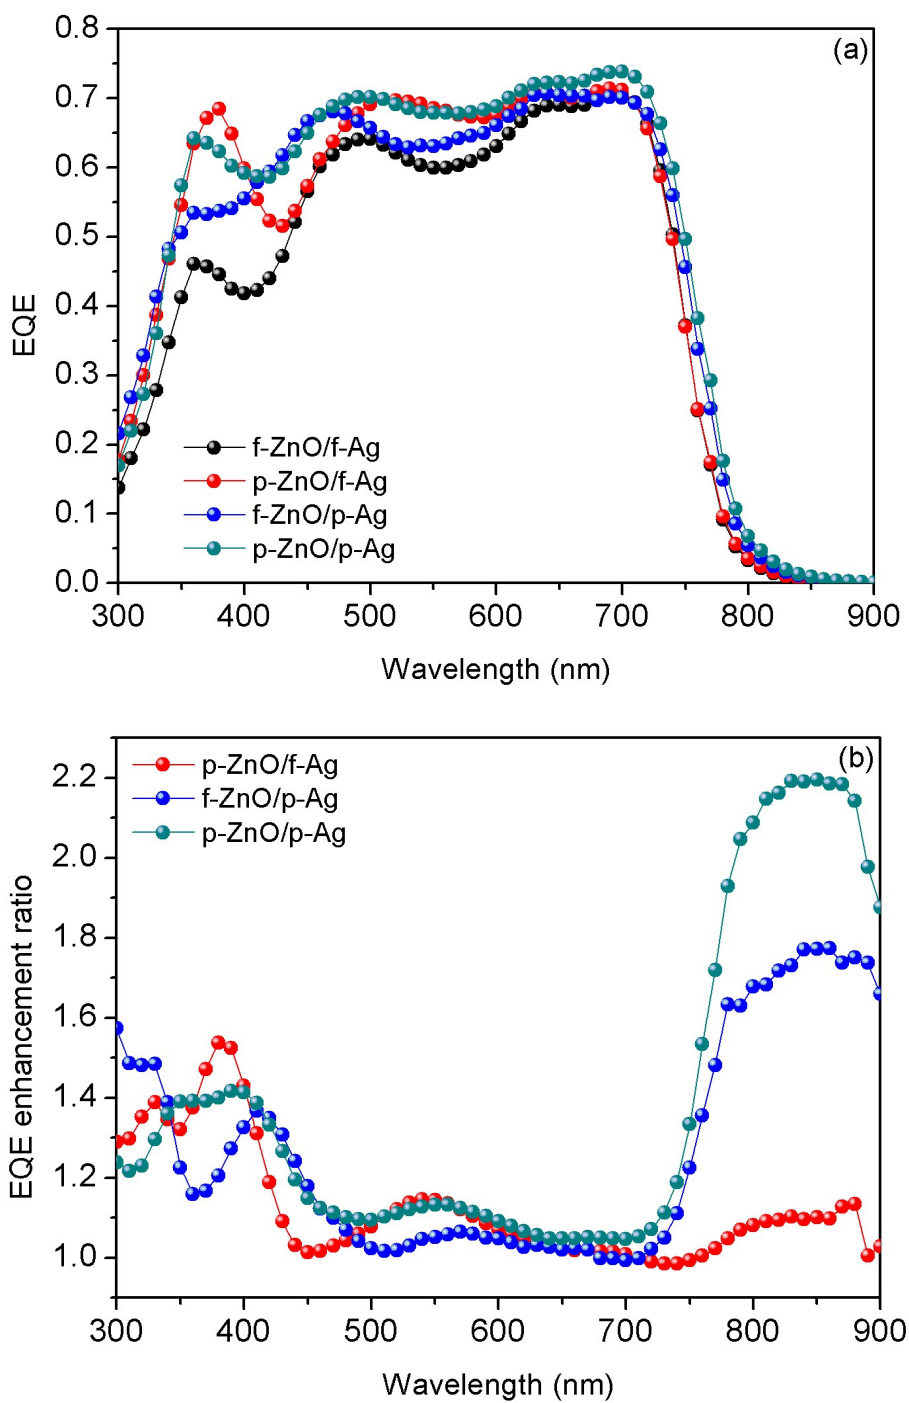 (a)
0.8
0.7
0.6
0.5
0.4
0.3
0.2
0.1
0.0
EQE
f-ZnO/f-Ag
p-ZnO/f-Ag
f-ZnO/p-Ag
p-ZnO/p-Ag
300 400 500 600 700 800 900
Wavelength (nm)
(b)
2.2
2.0
1.8
1.6
1.4
1.2
1.0
EQE enhancement ratio
p-ZnO/f-Ag
f-ZnO/p-Ag
p-ZnO/p-Ag
300 400 500 600 700 800 900
Wavelength (nm)